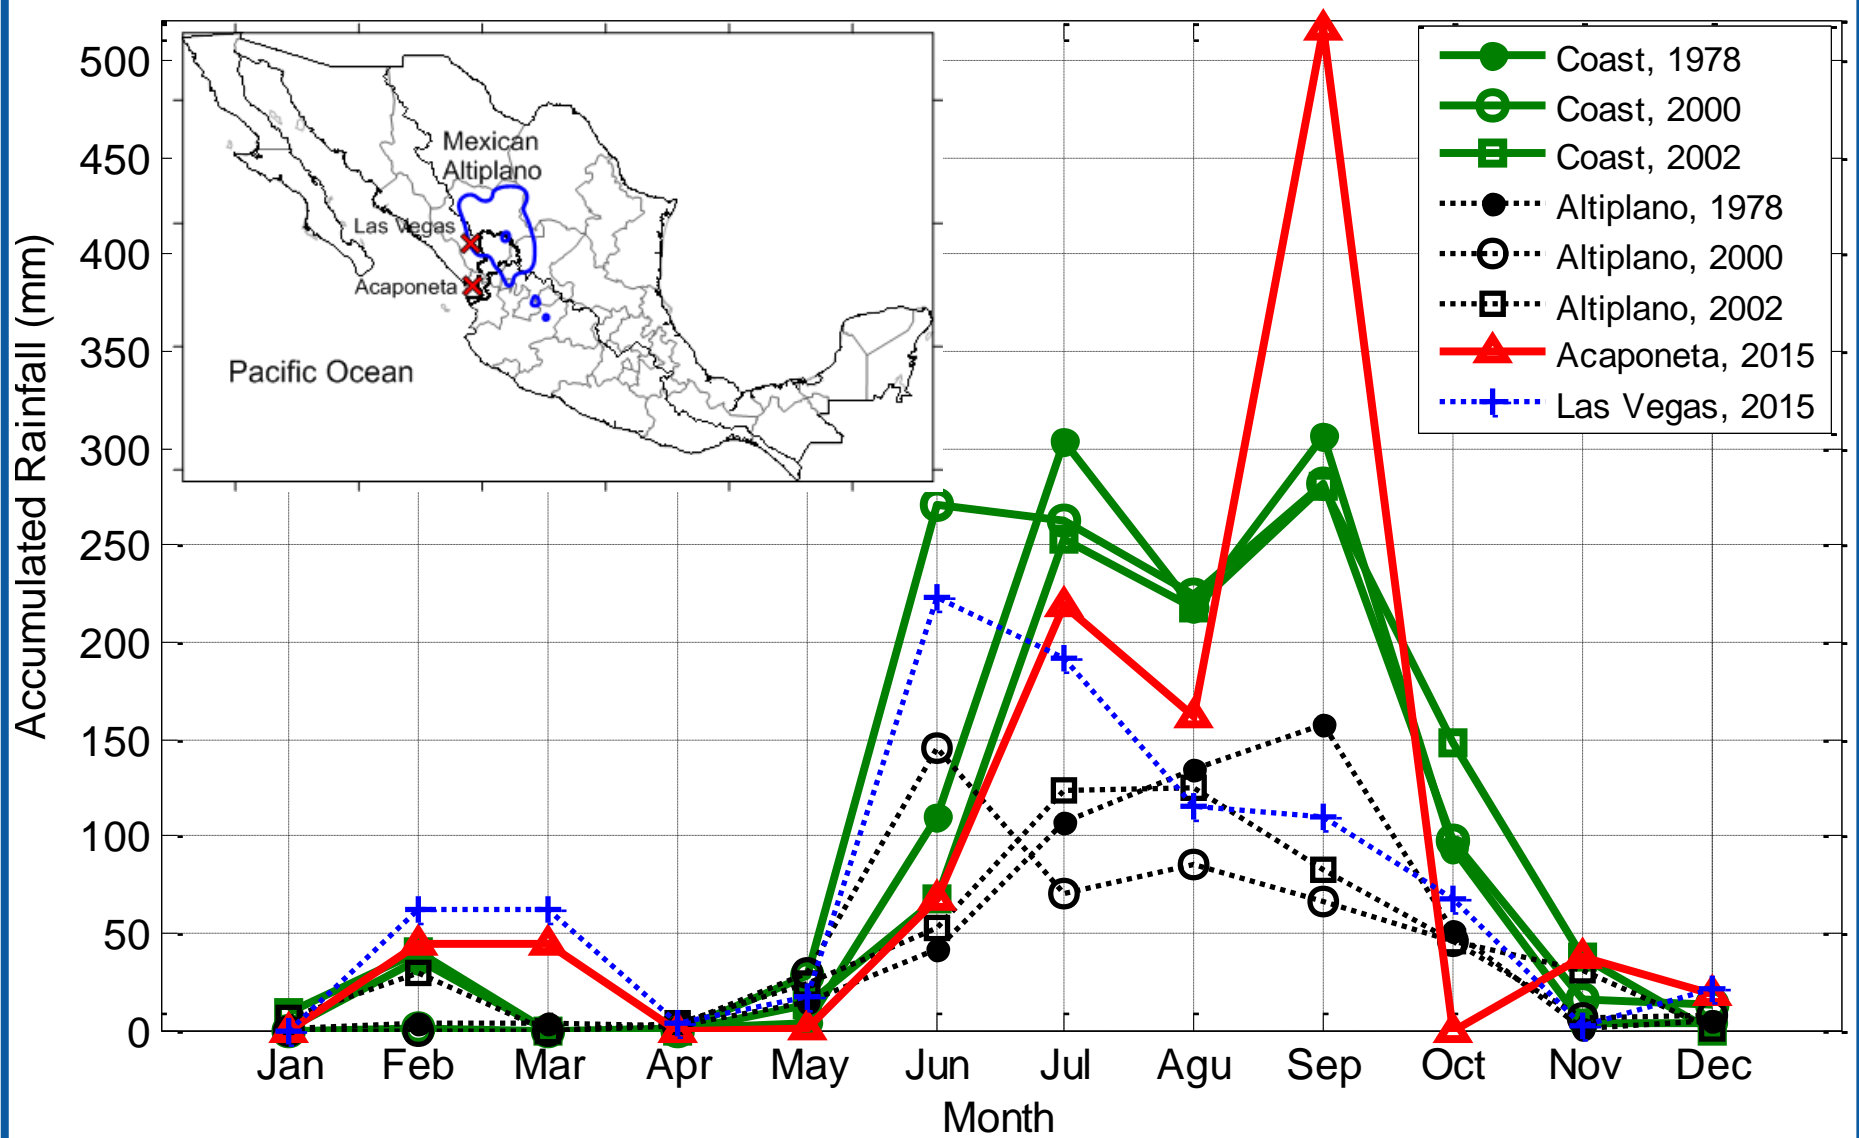 500
450
400
350
300
250
200
150
100
50
0
Accumulated Rainfall (mm)
Mexican
Altiplano
Las Vegas
Acaponeta
Pacific Ocean
Coast, 1978
Coast, 2000
Coast, 2002
Altiplano, 1978
Altiplano, 2000
Altiplano, 2002
Acaponeta, 2015
Las Vegas, 2015
Jan Feb Mar Apr May Jun Jul Agu Sep Oct Nov Dec
Month